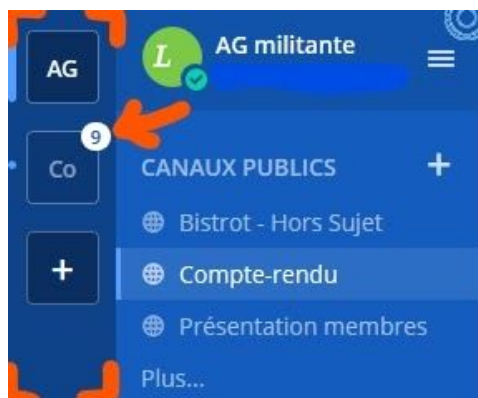 AG
Co
9
+
L
AG militante
CANAUX PUBLICS +
Bistrot - Hors Sujet
Compte-rendu
Présentation membres
Plus...